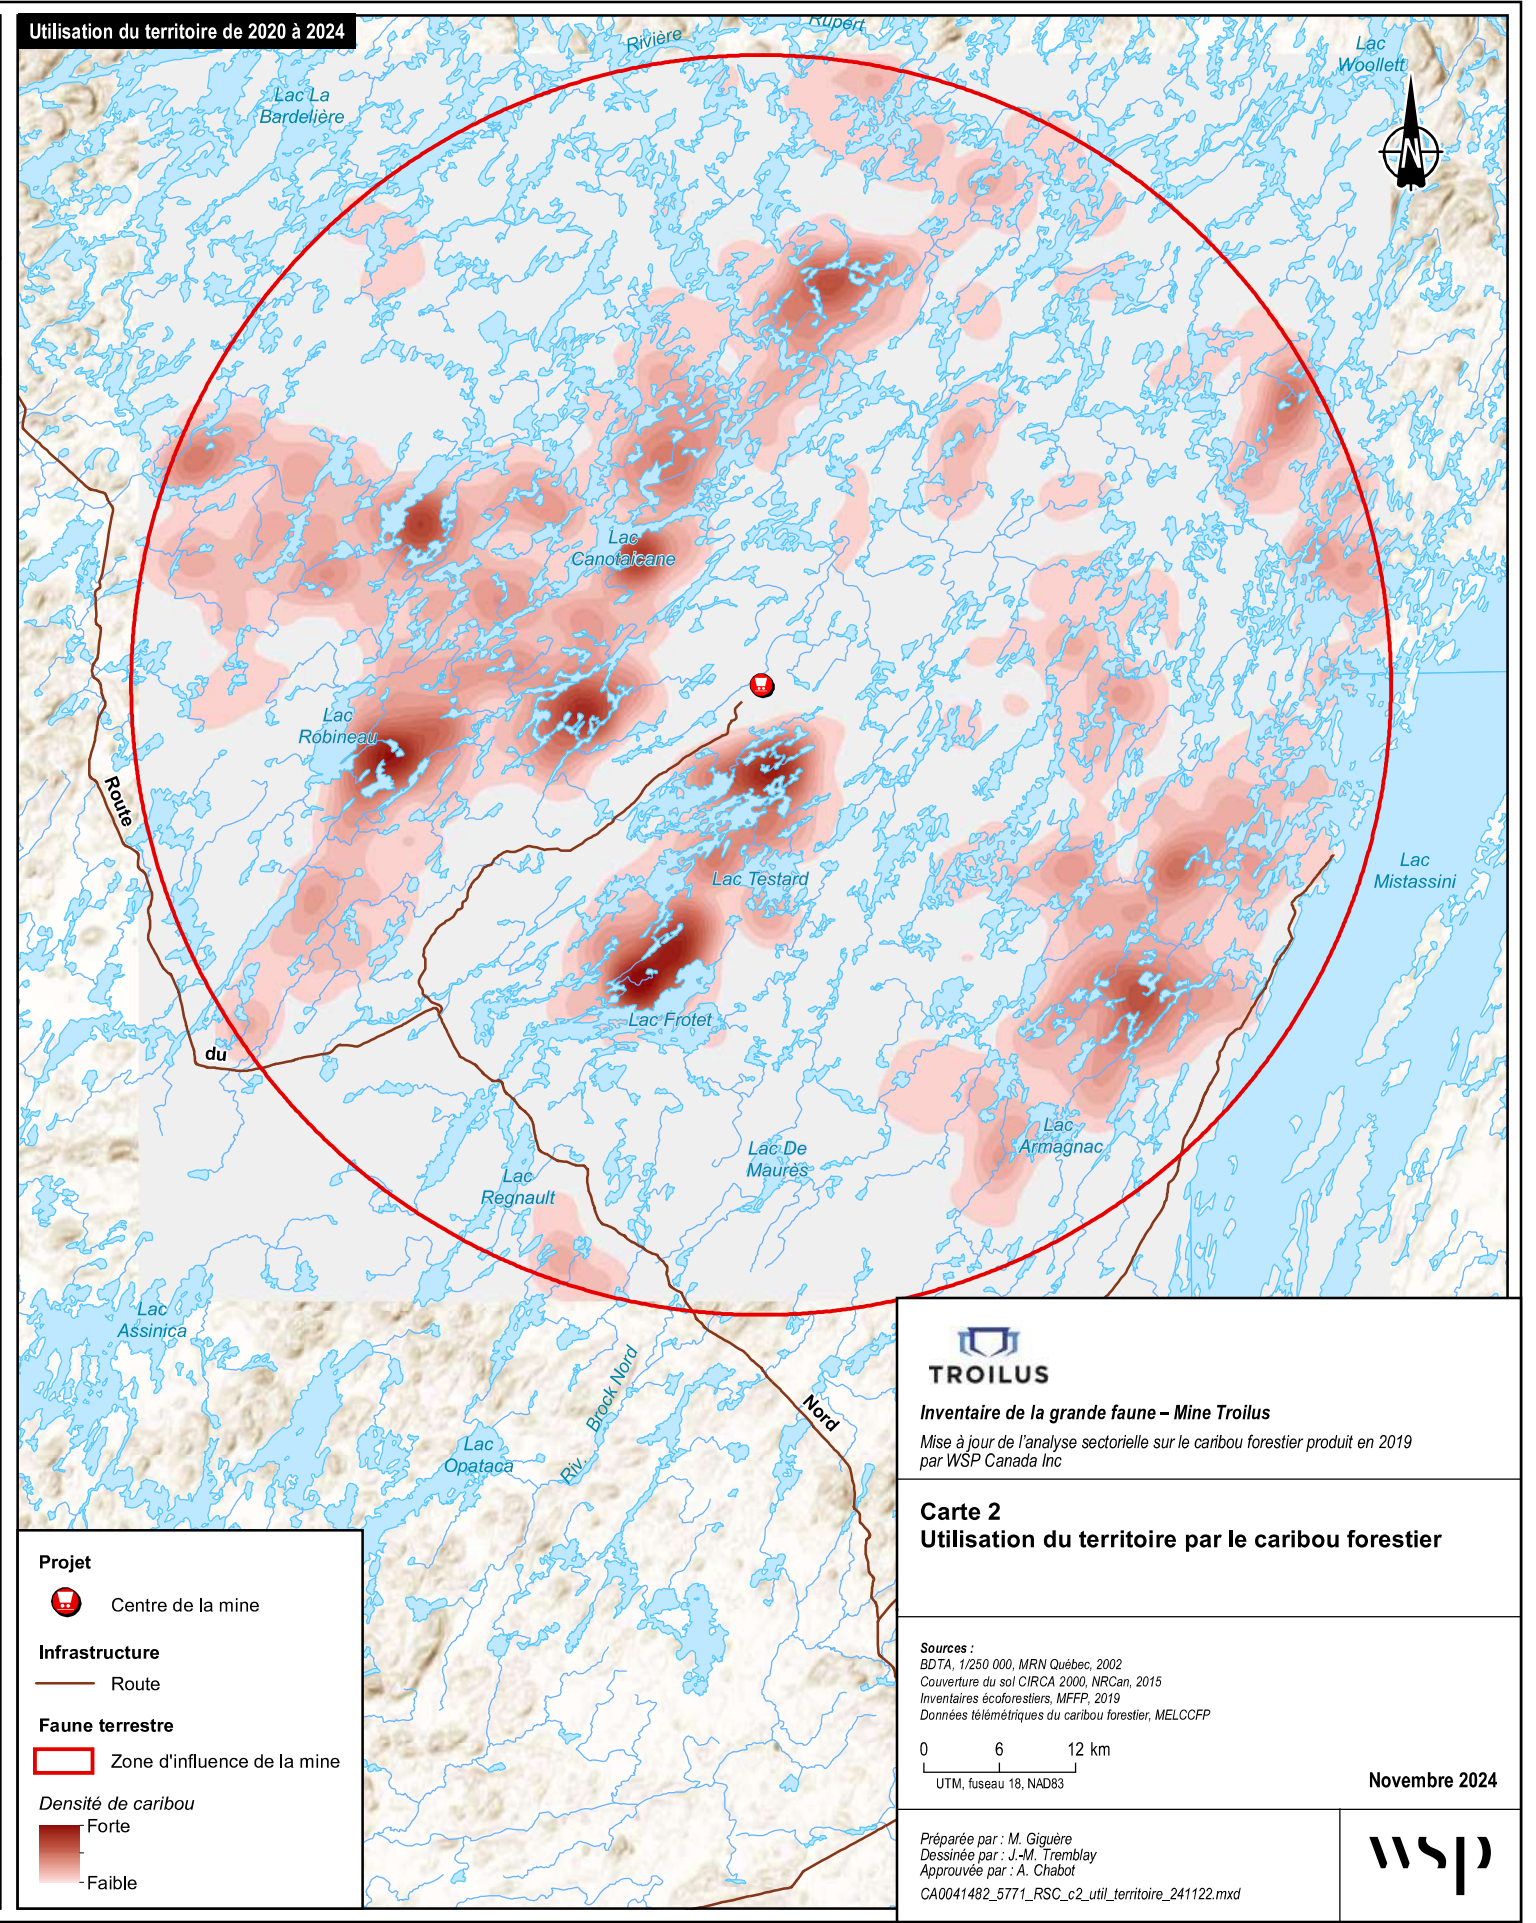 Utilisation du territoire de 2020 à 2024
Rivière
Rupert
Lac
Woollett
Lac La
Bardelière
N
Lac
Canotaicane
Lac
Robineau
Route
Lac
Mistassini
Lac Testard
Lac Frotet
du
Lac
Armagnac
Lac De
Maurès
Lac
Regnault
Lac
Assinica
Riv. Brock Nord
Nord
Lac
Opataca
Projet
Centre de la mine
Infrastructure
Route
Faune terrestre
Zone d'influence de la mine
Densité de caribou
Forte
Faible
TROILUS
Inventaire de la grande faune – Mine Troilus
Mise à jour de l'analyse sectorielle sur le caribou forestier produit en 2019
par WSP Canada Inc
Carte 2
Utilisation du territoire par le caribou forestier
Sources :
BDTA, 1/250 000, MRN Québec, 2002
Couverture du sol CIRCA 2000, NRCan, 2015
Inventaires écoforestiers, MFFP, 2019
Données télémétriques du caribou forestier, MELCCFP
0 6 12 km
UTM, fuseau 18, NAD83
Novembre 2024
Préparée par : M. Giguère
Dessinée par : J.-M. Tremblay
Approuvée par : A. Chabot
CA0041482_5771_RSC_c2_util_territoire_241122.mxd
wsp